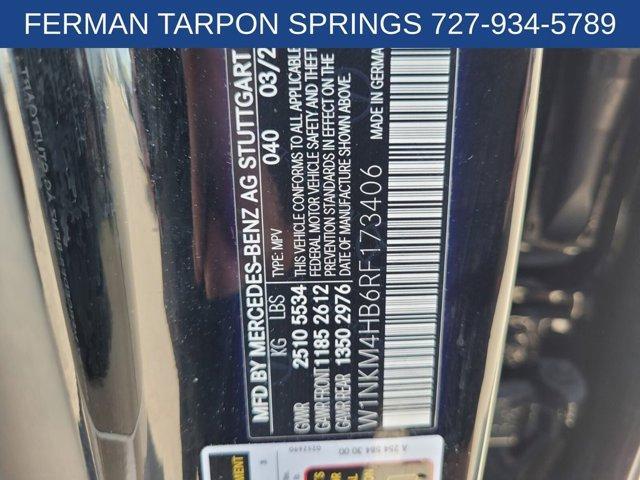 FERMAN TARPON SPRINGS 727-934-5789
MFD BY MERCEDES-BENZ AG STUTTGART
040 03/2
KG LBS TYPE: MPV
GVWR 2510 5534
GAWR FRONT 1185 2612
GAWR REAR 1350 2976
THIS VEHICLE CONFORMS TO ALL APPLICABLE
FEDERAL MOTOR VEHICLE SAFETY AND THEFT
PREVENTION STANDARDS IN EFFECT ON THE
DATE OF MANUFACTURE SHOWN ABOVE.
W1NKM4HB6RF173406
MADE IN GERMAN
A 254 584 30 00